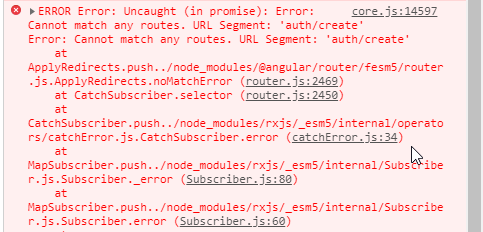 ERROR Error: Uncaught (in promise): Error: core.js:14597
Cannot match any routes. URL Segment: 'auth/create'
Error: Cannot match any routes. URL Segment: 'auth/create'
at
ApplyRedirects.push../node_modules/@angular/router/fesm5/router
.js.ApplyRedirects.noMatchError (router.js:2469)
at CatchSubscriber.selector (router.js:2450)
at
CatchSubscriber.push../node_modules/rxjs/_esm5/internal/operato
rs/catchError.js.CatchSubscriber.error (catchError.js:34)
at
MapSubscriber.push../node_modules/rxjs/_esm5/internal/Subscribe
r.js.Subscriber._error (Subscriber.js:80)
at
MapSubscriber.push../node_modules/rxjs/_esm5/internal/Subscribe
r.js.Subscriber.error (Subscriber.js:60)